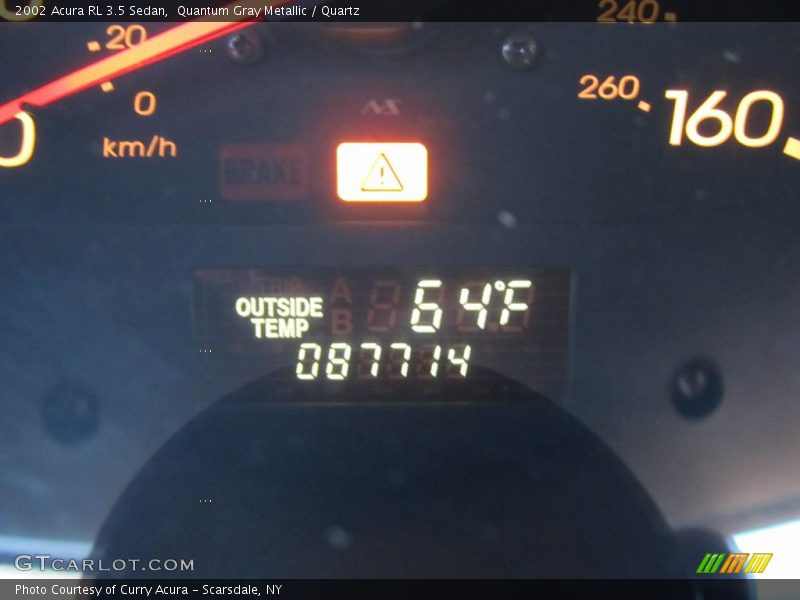 2002 Acura RL 3.5 Sedan, Quantum Gray Metallic / Quartz
240
20
260
0
160
km/h
0
BRAKE
!
TRIP A
OUTSIDE 64°F
TEMP B
087714
GTCARLOT.COM
Photo Courtesy of Curry Acura - Scarsdale, NY